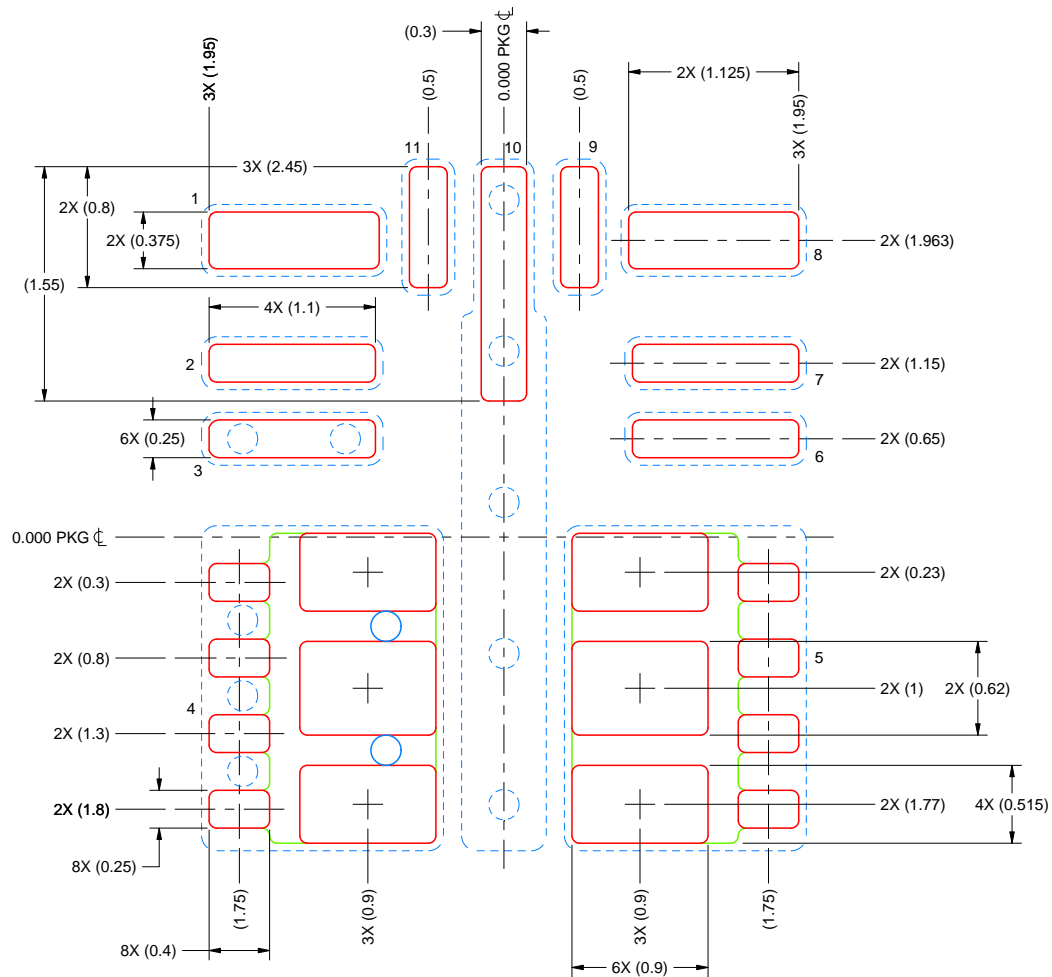 0.000 PKG ℄
(0.3)
3X (1.95)
(0.5)
(0.5)
2X (1.125)
3X (1.95)
11
10
9
3X (2.45)
2X (0.8)
1
2X (0.375)
8
2X (1.963)
(1.55)
4X (1.1)
2
7
2X (1.15)
6X (0.25)
3
6
2X (0.65)
0.000 PKG ℄
2X (0.3)
2X (0.23)
2X (0.8)
5
2X (1)
2X (0.62)
4
2X (1.3)
2X (1.8)
2X (1.77)
4X (0.515)
8X (0.25)
(1.75)
3X (0.9)
3X (0.9)
(1.75)
8X (0.4)
6X (0.9)